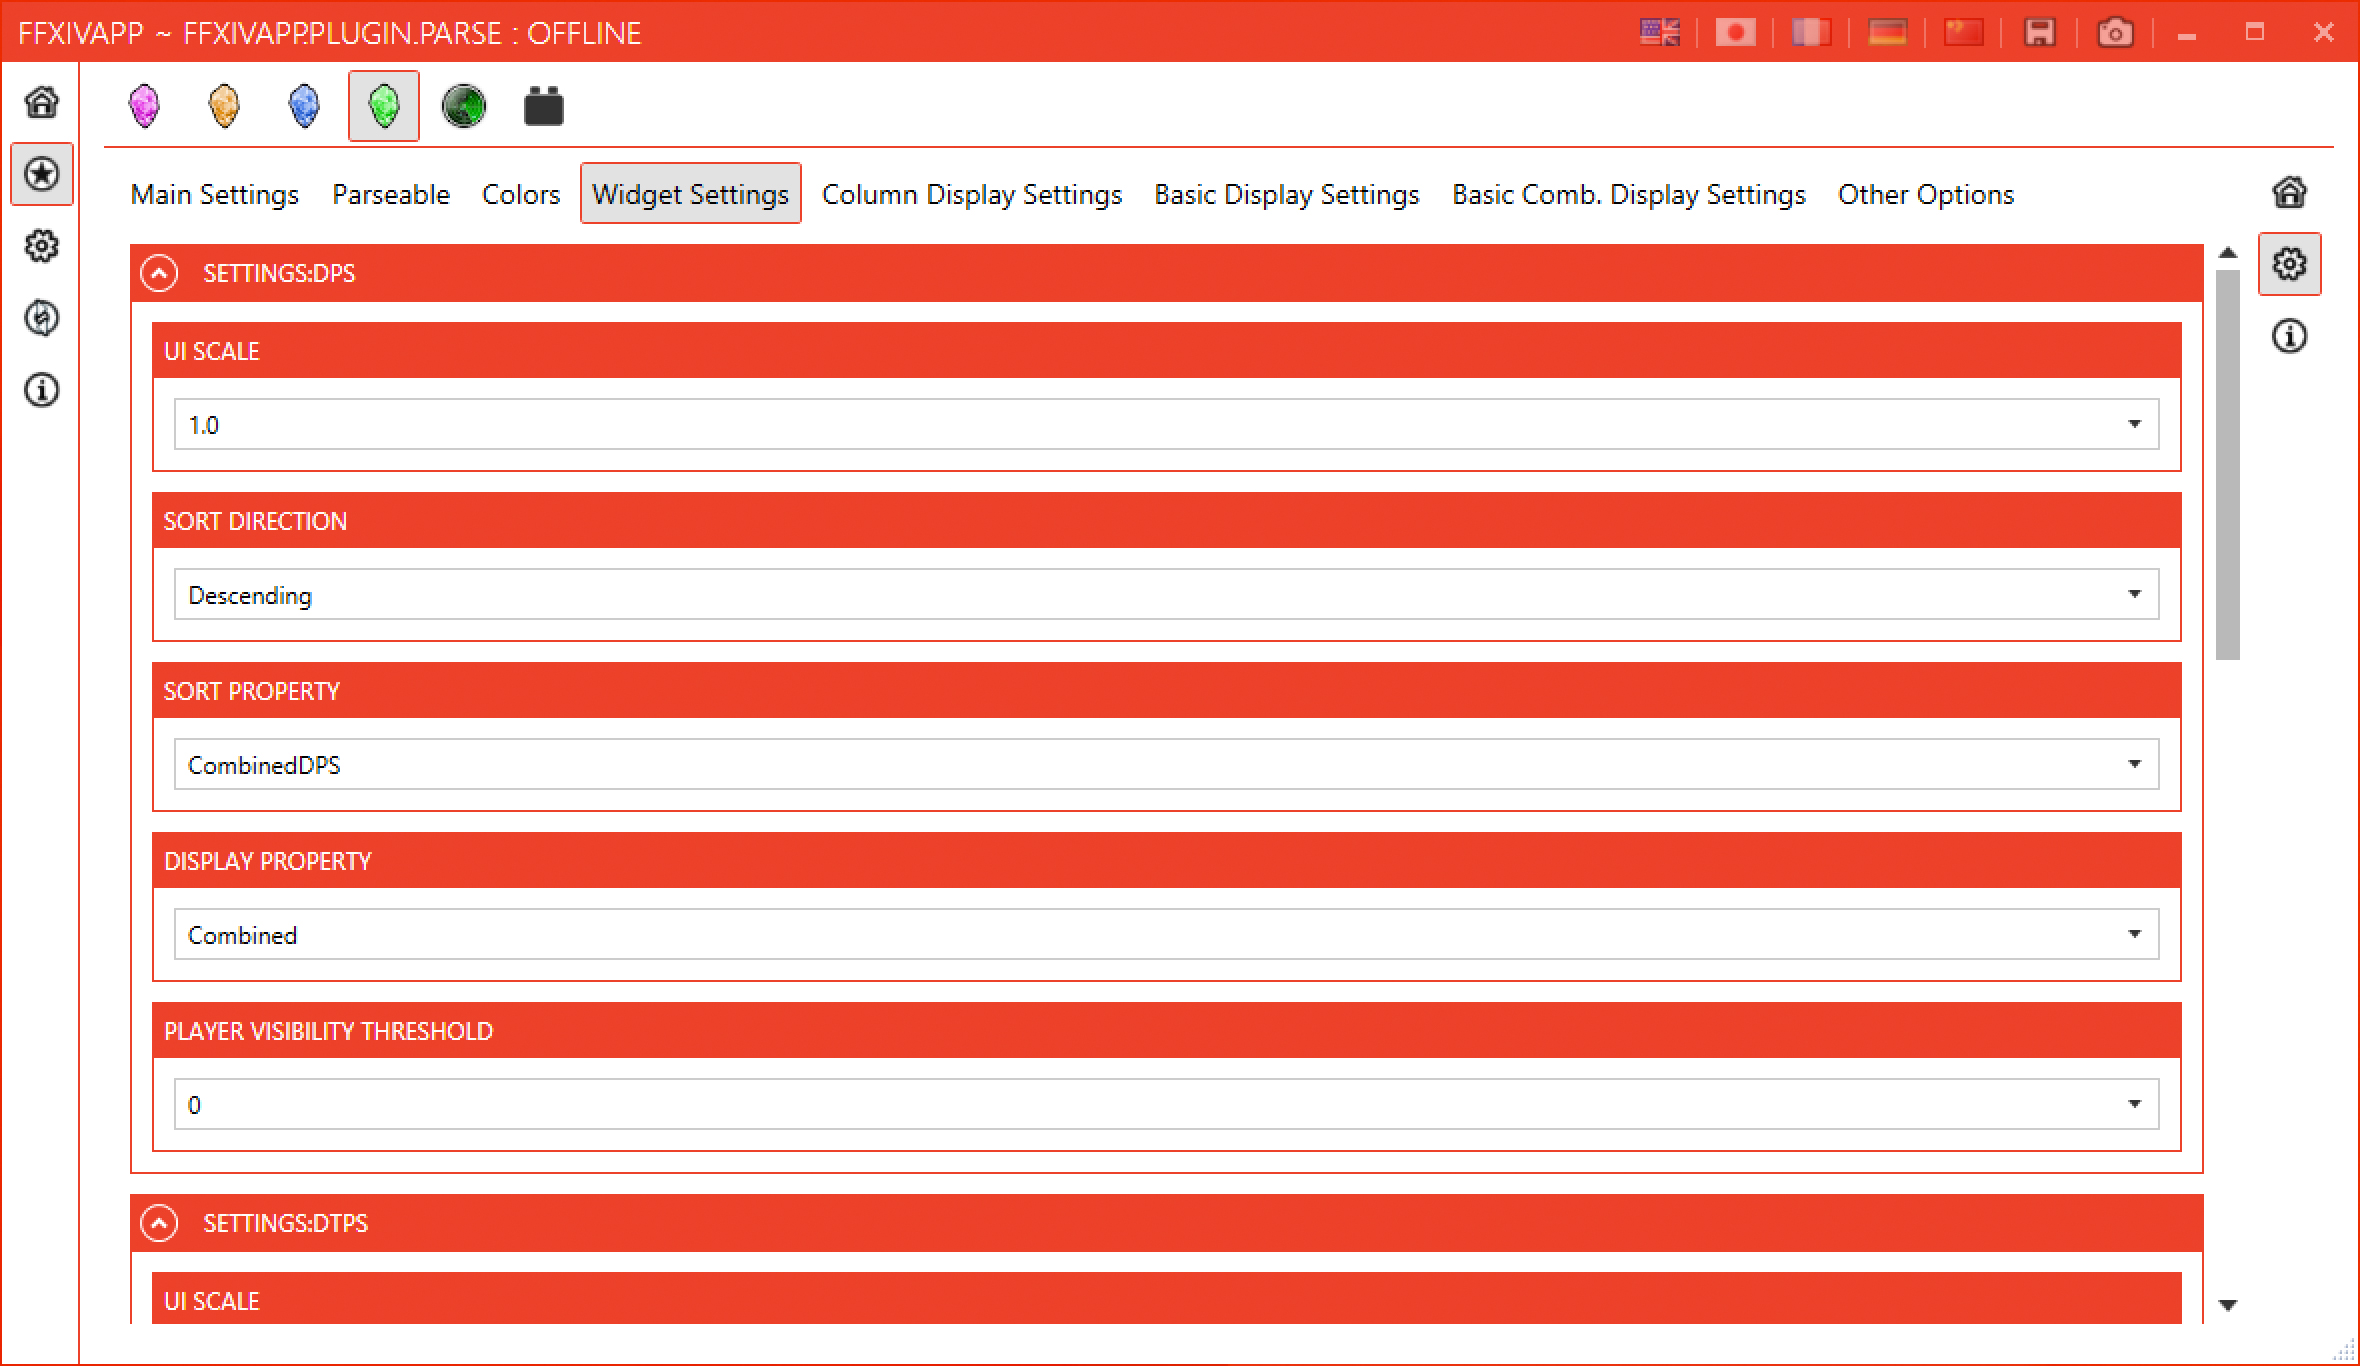 FFXIVAPP ~ FFXIVAPP.PLUGIN.PARSE : OFFLINE
Main Settings Parseable Colors Widget Settings Column Display Settings Basic Display Settings Basic Comb. Display Settings Other Options
SETTINGS:DPS
UI SCALE
1.0
SORT DIRECTION
Descending
SORT PROPERTY
CombinedDPS
DISPLAY PROPERTY
Combined
PLAYER VISIBILITY THRESHOLD
0
SETTINGS:DTPS
UI SCALE